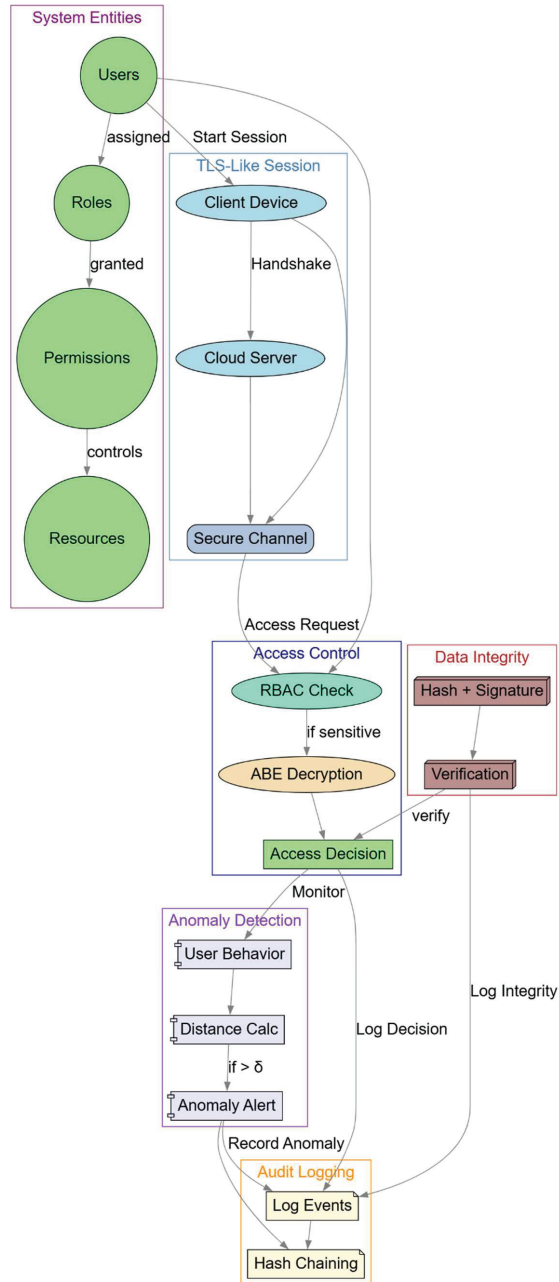 System Entities
Users
assigned
Start Session
TLS-Like Session
Roles
Client Device
granted
Handshake
Permissions
Cloud Server
controls
Resources
Secure Channel
Access Request
Access Control
Data Integrity
RBAC Check
Hash + Signature
if sensitive
ABE Decryption
Verification
verify
Access Decision
Monitor
Anomaly Detection
User Behavior
Log Integrity
Distance Calc
Log Decision
if > δ
Anomaly Alert
Record Anomaly
Audit Logging
Log Events
Hash Chaining